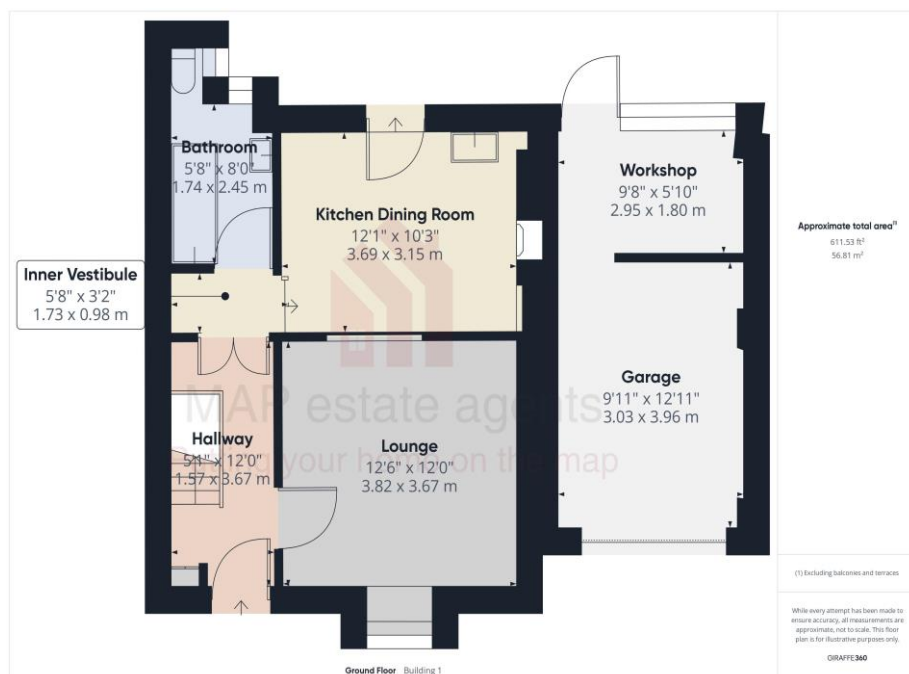 Bathroom
5'8" x 8'0"
1.74 x 2.45 m
Kitchen Dining Room
12'1" x 10'3"
3.69 x 3.15 m
Workshop
9'8" x 5'10"
2.95 x 1.80 m
Inner Vestibule
5'8" x 3'2"
1.73 x 0.98 m
Garage
9'11" x 12'11"
3.03 x 3.96 m
Hallway
5'1" x 12'0"
1.57 x 3.67 m
Lounge
12'6" x 12'0"
3.82 x 3.67 m
MAP estate agents
your home on the map
Ground Floor Building 1
Approximate total area(1)
611.53 ft²
56.81 m²
(1) Excluding balconies and terraces
While every attempt has been made to
ensure accuracy, all measurements are
approximate, not to scale. This floor
plan is for illustrative purposes only.
GIRAFFE360